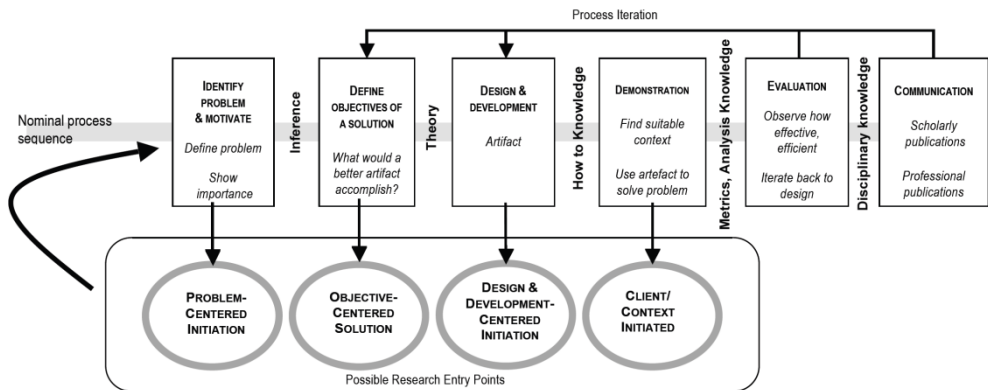 Process Iteration
Nominal process
sequence
IDENTIFY
PROBLEM
& MOTIVATE
Define problem
Show
importance
Inference
DEFINE
OBJECTIVES OF
A SOLUTION
What would a
better artifact
accomplish?
Theory
DESIGN &
DEVELOPMENT
Artifact
How to Knowledge
DEMONSTRATION
Find suitable
context
Use artefact to
solve problem
Metrics, Analysis Knowledge
EVALUATION
Observe how
effective,
efficient
Iterate back to
design
Disciplinary knowledge
COMMUNICATION
Scholarly
publications
Professional
publications
PROBLEM-
CENTERED
INITIATION
OBJECTIVE-
CENTERED
SOLUTION
DESIGN &
DEVELOPMENT-
CENTERED
INITIATION
CLIENT/
CONTEXT
INITIATED
Possible Research Entry Points